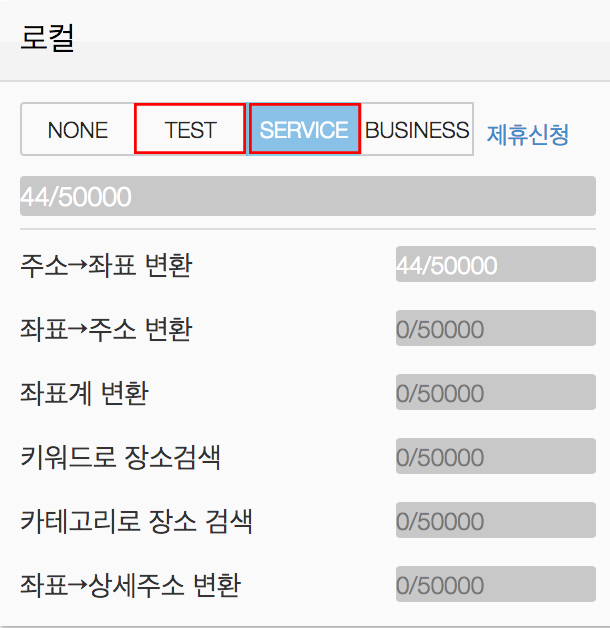 로컬
NONE TEST SERVICE BUSINESS 제휴신청
44/50000
주소→좌표 변환 44/50000
좌표→주소 변환 0/50000
좌표계 변환 0/50000
키워드로 장소검색 0/50000
카테고리로 장소 검색 0/50000
좌표→상세주소 변환 0/50000